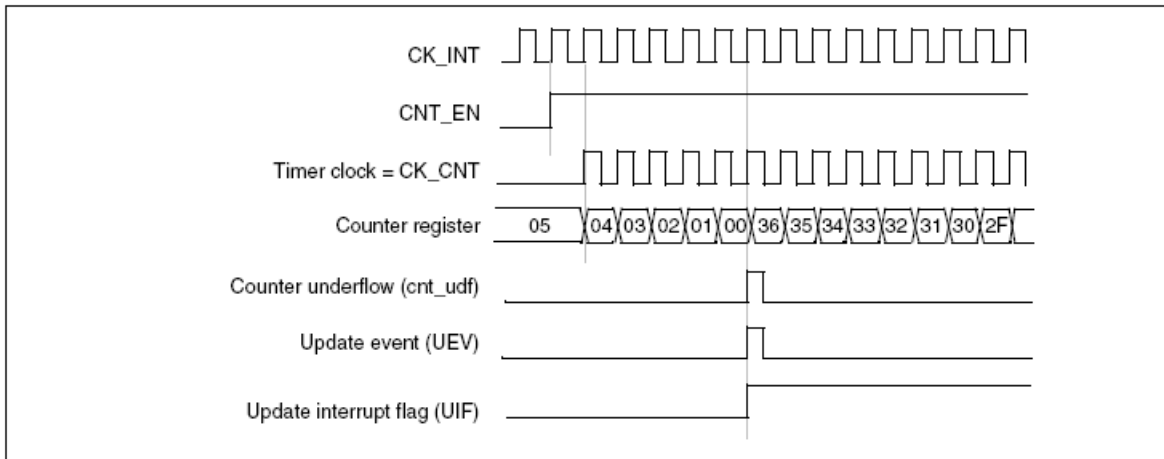 CK_INT
CNT_EN
Timer clock = CK_CNT
Counter register 05 04 03 02 01 00 36 35 34 33 32 31 30 2F
Counter underflow (cnt_udf)
Update event (UEV)
Update interrupt flag (UIF)